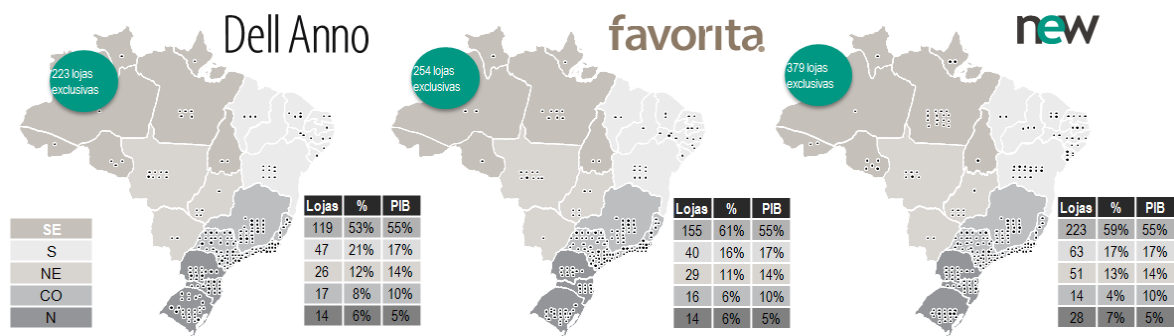 Dell Anno
223 lojas
exclusivas
favorita.
254 lojas
exclusivas
new
379 lojas
exclusivas
SE
S
NE
CO
N
Lojas % PIB
119 53% 55%
47 21% 17%
26 12% 14%
17 8% 10%
14 6% 5%
Lojas % PIB
155 61% 55%
40 16% 17%
29 11% 14%
16 6% 10%
14 6% 5%
Lojas % PIB
223 59% 55%
63 17% 17%
51 13% 14%
14 4% 10%
28 7% 5%